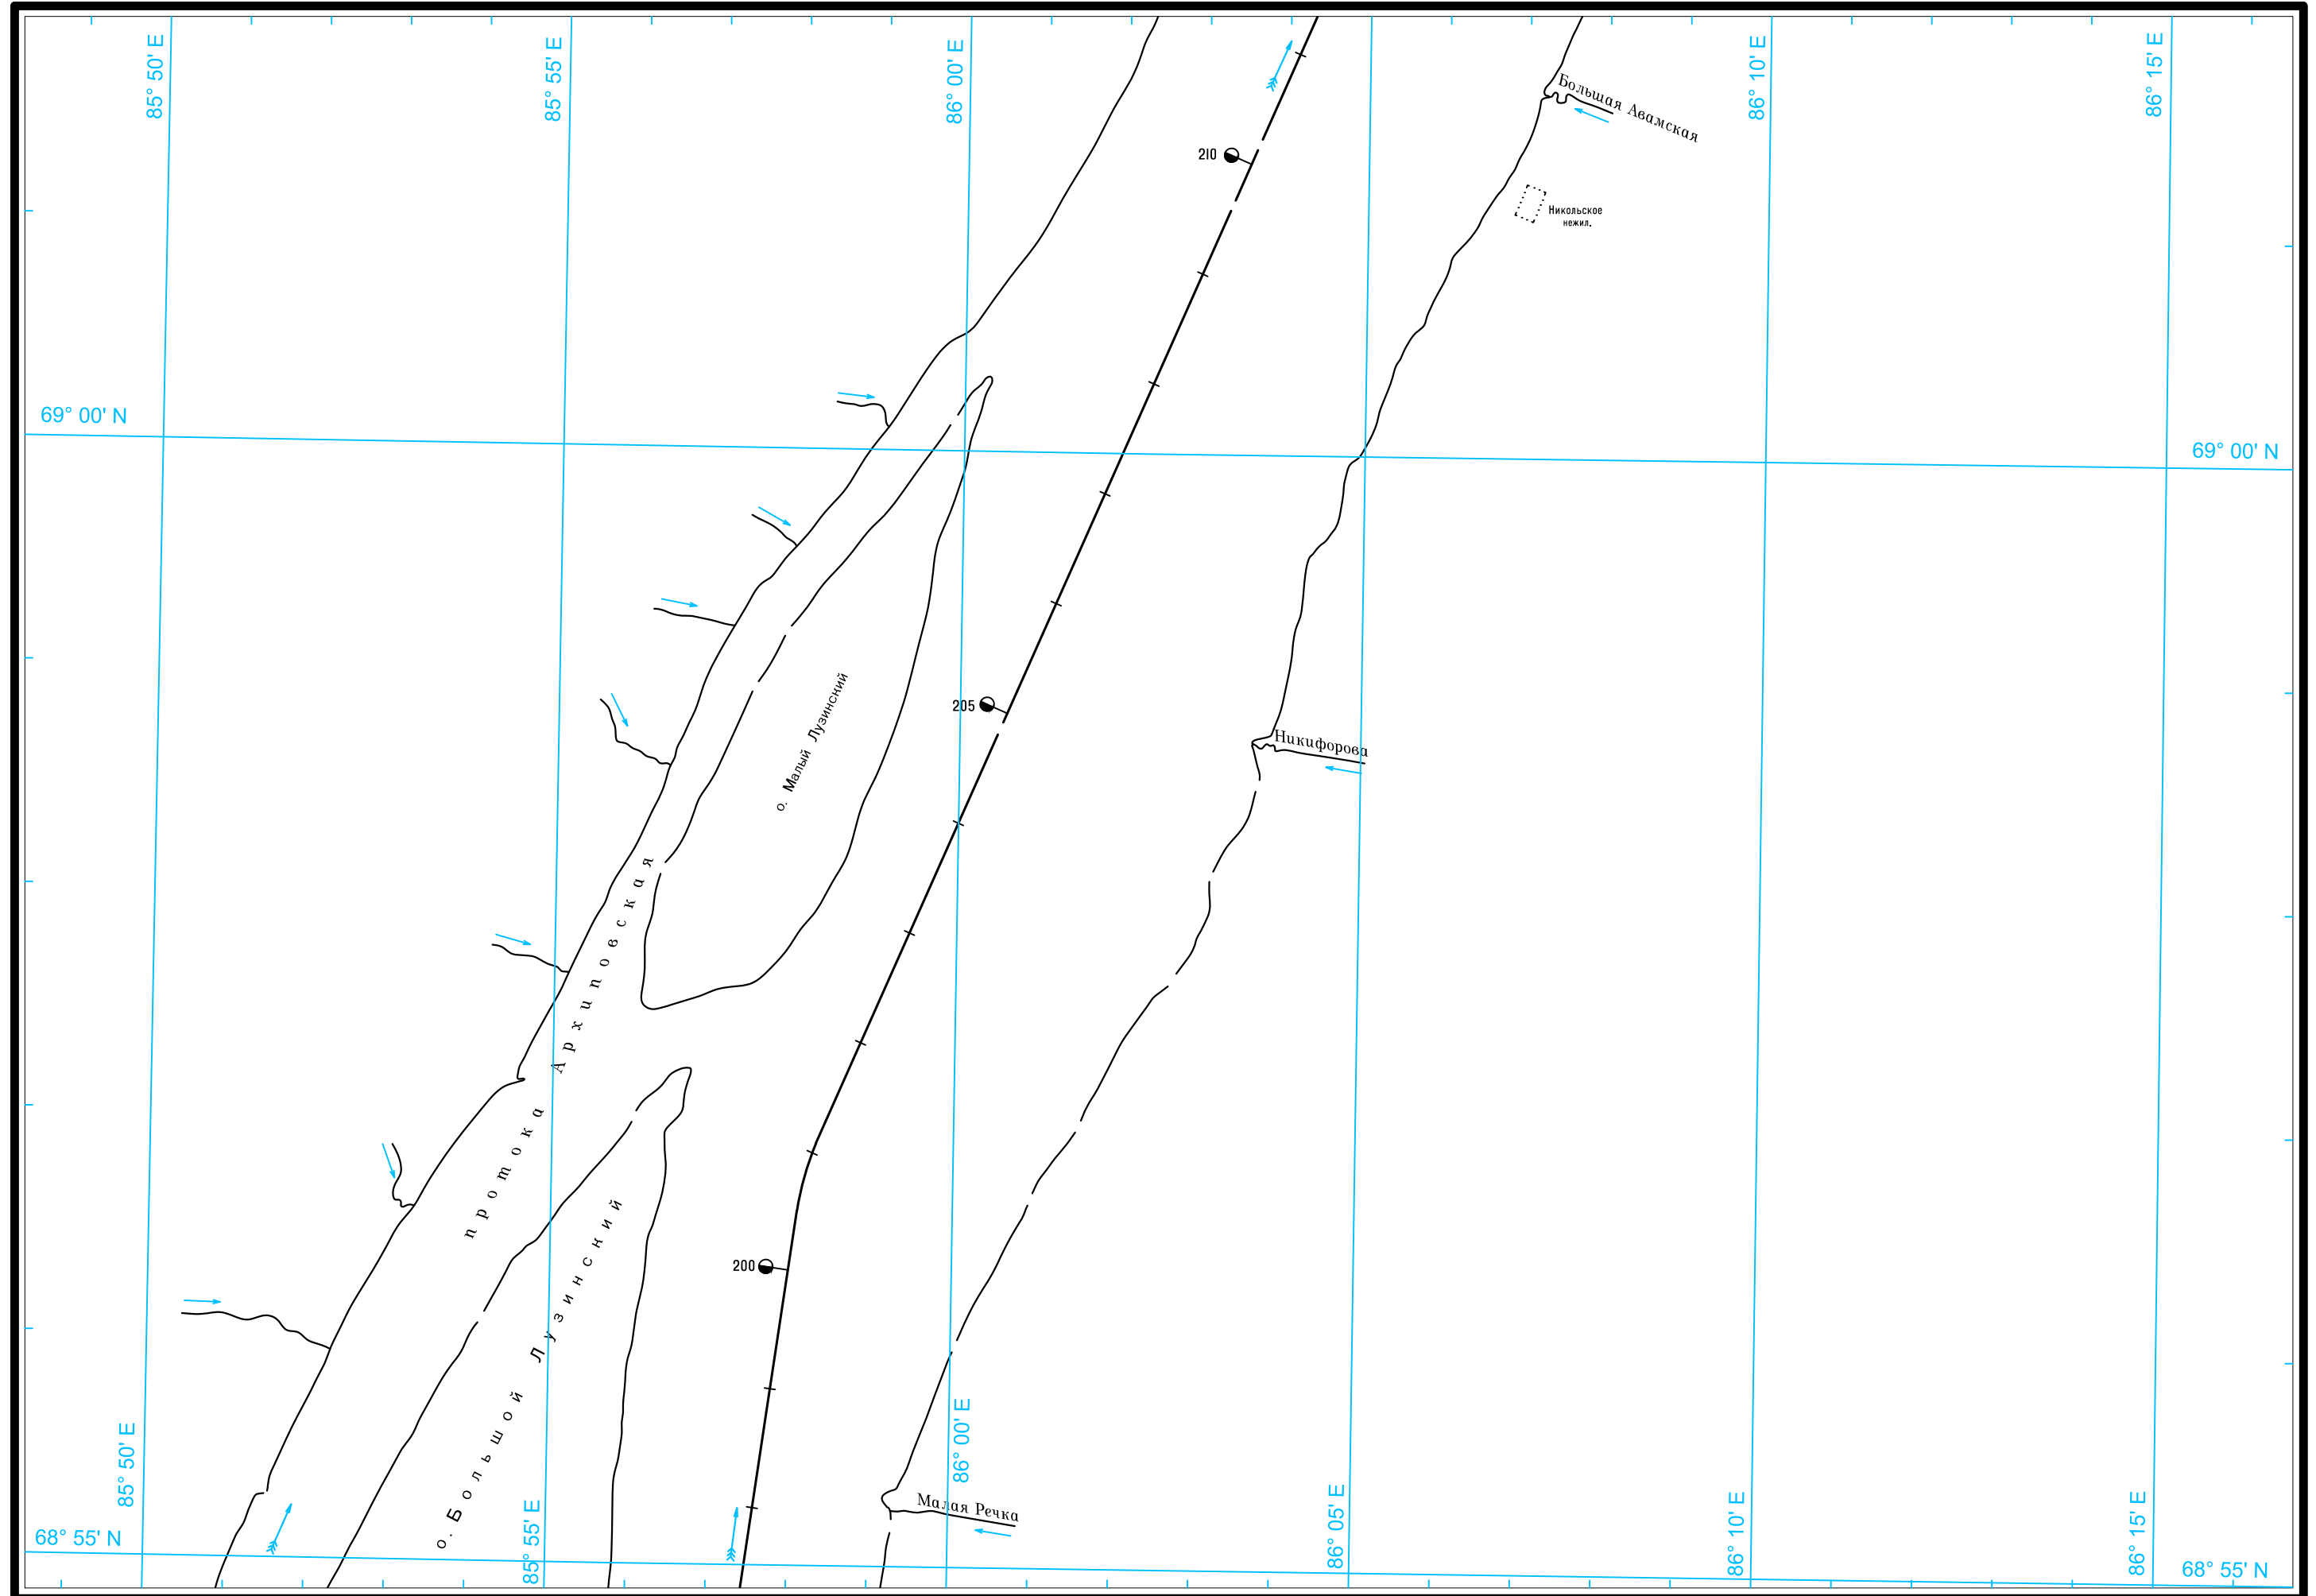 85° 50' E
85° 55' E
86° 00' E
86° 10' E
86° 15' E
Большая Авамская
210
Никольское
нежил.
69° 00' N
69° 00' N
о. Малый Лузинский
205
Никифорова
протока Архиповская
200
о. Большой Лузинский
85° 50' E
85° 55' E
86° 00' E
86° 05' E
86° 10' E
86° 15' E
Малая Речка
68° 55' N
68° 55' N